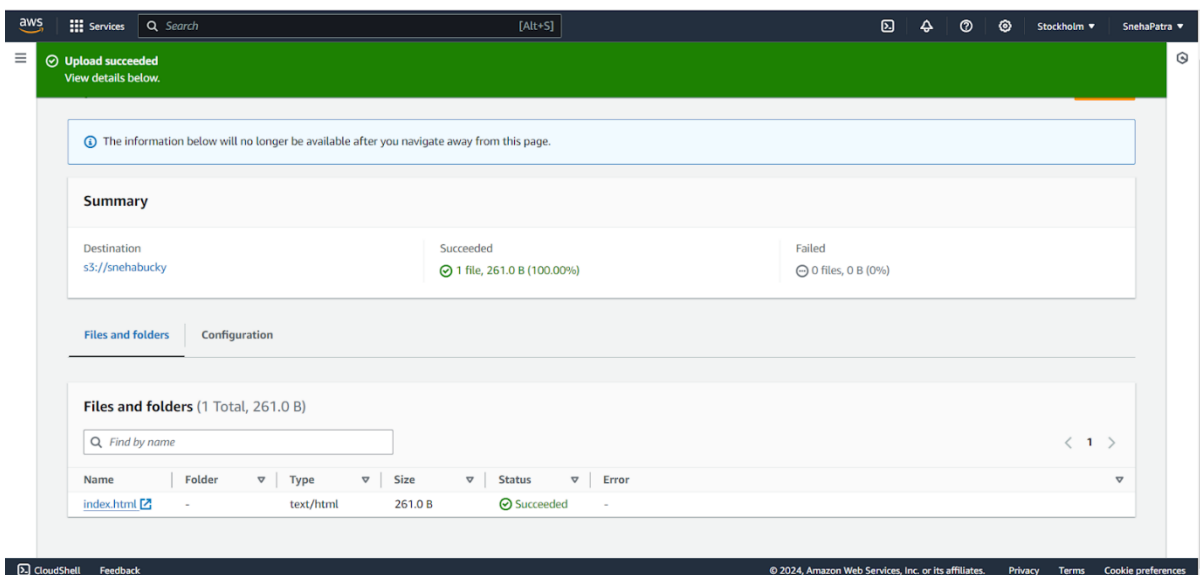 aws Services Search [Alt+S] Stockholm SnehaPatra
Upload succeeded
View details below.
The information below will no longer be available after you navigate away from this page.
Summary
Destination Succeeded Failed
s3://snehabucky 1 file, 261.0 B (100.00%) 0 files, 0 B (0%)
Files and folders Configuration
Files and folders (1 Total, 261.0 B)
Find by name 1
Name Folder Type Size Status Error
index.html - text/html 261.0 B Succeeded -
CloudShell Feedback © 2024, Amazon Web Services, Inc. or its affiliates. Privacy Terms Cookie preferences